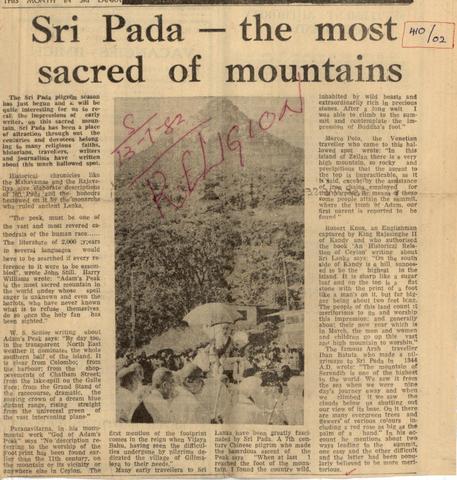 THIS MONTH IN SRI LANKA
Sri Pada — the most
sacred of mountains
410/02
S
13-1-82
RELIGION
The Sri Pada pilgrim season
has just begun and it will be
quite interesting for us to re-
call the impressions of early
writers, on this sacred moun-
tain. Sri Pada has been a place
of attraction through out the
centuries and devotees belong-
ing to many religious faiths,
historians, travellers, writers
and journalists have written
about this much hallowed spot.
Historical chronicles like
the Mahavamsa and the Rajava-
liya give elaborate descriptions
of Sri Pada and the honours
bestowed on it by the monarchs
who ruled ancient Lanka.
"The peak, must be one of
the vast and most revered ca-
thedrals of the human race.....
The literature of 2,000 years
in several languages would
have to be searched if every re-
ference to it were to be enume-
rated", wrote John Still. Harry
Williams wrote: "Adam's Peak
is the most sacred mountain in
the world under whose spell
anger is unknown and even the
harlots, who have never known
what it is to refuse themselves
do so once the holy fan
has been sighted."
W. S. Senior writing about
Adam's Peak says: "By day too,
in the transparent North East
weather it dominates the whole
southern half of the Island. It
is clear from Colombo; from
the harbour; from the shop-
pavements of Chatham Street;
from the lake-spill on the Galle
Face; from the Grand Stand of
the racecourse, dramatic, the
amazing crown of a dream blue
distant range, rising straight
from the universal green of
the vast intervening plain"
Paranavitarna, in his monu-
mental work "God of Adam's
Peak" says "No description re-
ferring to the worship of the
foot print has been found ear-
lier than the 11th century, on
the mountain or its vicinity or
anywhere else in Ceylon. The
first mention of the footprint
comes in the reign when Vijaya
Bahu, having seen the difficul-
ties undergone by pilgrims de-
dicated the village of Gilima-
laya to their needs."
Many early travellers to Sri
Lanka have been greatly fasci-
nated by Sri Pada. A 7th cen-
tury Chinese pilgrim who made
the hazardous ascent of the
Peak says "When at last I
reached the foot of the moun-
tain, I found the country wild,
inhabited by wild beasts and
extraordinarily rich in precious
stones. After a long wait I
was able to climb to the sum-
mit and contemplate the im-
pression of Buddha's foot."
Marco Polo, the Venetian
traveller who came to this hal-
lowed spot wrote: "In this
island of Zeilan there is a very
high mountain, so rocky and
precipitous that the ascent to
the top is impracticable, as it
is said, except by the assistance
of iron chains employed for
that purpose. By means of these
some people attain the summit,
where the tomb of Adam, our
first parent is reported to be
found".
Robert Knox, an Englishman
captured by King Rajasinghe II
of Kandy and who authorised
the book 'An Historical Rela-
tion of Ceylon' writing about
Sri Lanka says: "On the south
side of Kandy is a hill, suppos-
ed to be the highest in the
island. It is sharp like a sugar
loaf and on the top is a flat
stone with the print of a foot
like a man's on it, but far big-
ger being about two feet long.
The people of this land count it
meritorious to go and worship
this impression; and generally
about their new year which is
in March, the men and women
and children go up this vast
and high mountain to worship."
The famous Arab traveller
Iban Batuta, who made a pil-
grimage to Sri Pada in 1344
A.D. wrote: "The mountain of
Serendib is one of the highest
in the world. We saw it from
the sea when we were nine
days journey away and when
we climbed it we saw the
clouds below us shutting out
our view of its base. On it there
are many evergreen trees and
flowers of various colours in-
cluding a red rose as big as the
palm of a hand." In his ac-
count he mentions about two
ways leading to the summit,
one easy and the other difficult
and the latter had been popu-
larly believed to be more meri-
torious.